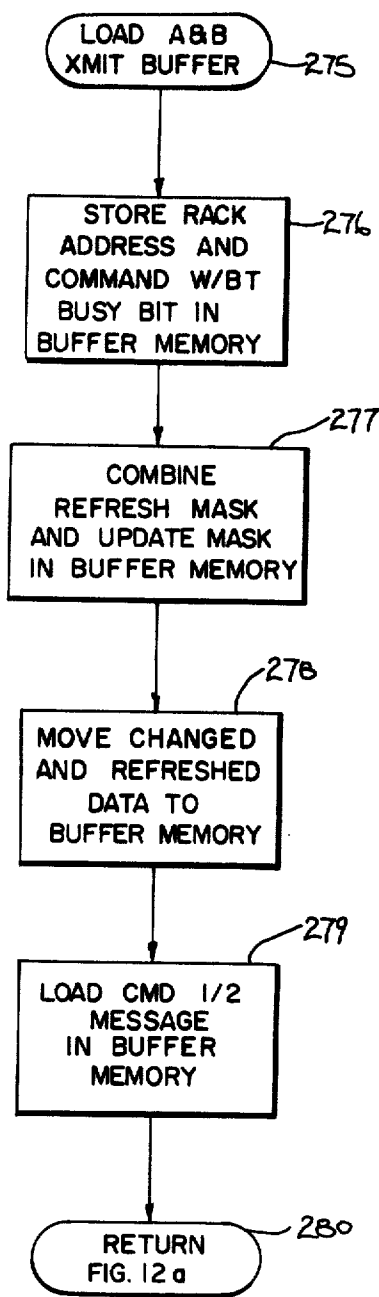 LOAD A&B
XMIT BUFFER
275
STORE RACK
ADDRESS AND
COMMAND W/BT
BUSY BIT IN
BUFFER MEMORY
276
COMBINE
REFRESH MASK
AND UPDATE MASK
IN BUFFER MEMORY
277
MOVE CHANGED
AND REFRESHED
DATA TO
BUFFER MEMORY
278
LOAD CMD 1/2
MESSAGE
IN BUFFER
MEMORY
279
RETURN
FIG. 12a
280